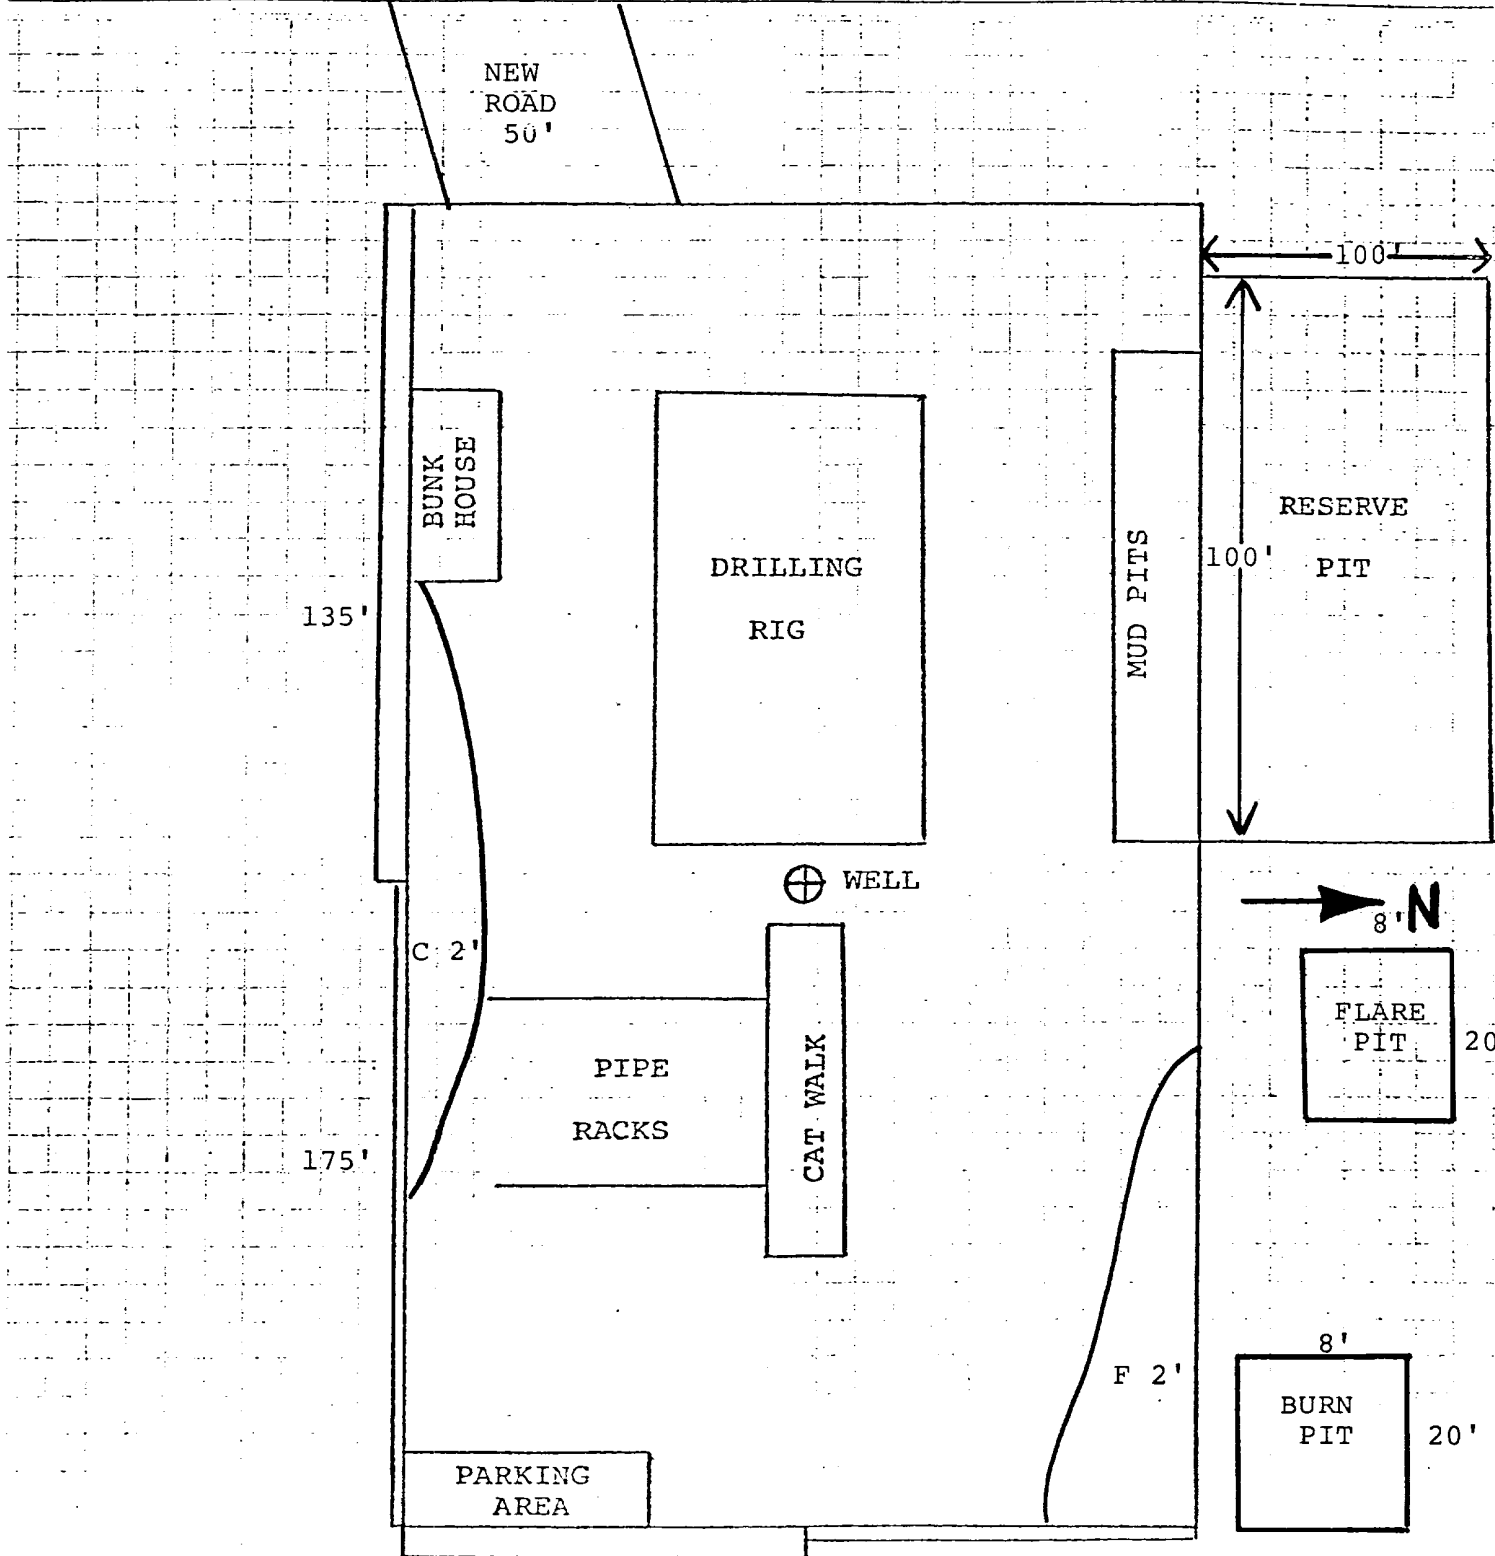 NEW
ROAD
50'
100'
BUNK
HOUSE
DRILLING
RIG
MUD PITS
100'
RESERVE
PIT
135'
WELL
N
8'
C 2'
FLARE
PIT
20
PIPE
RACKS
CAT WALK
175'
8'
F 2'
BURN
PIT
20'
PARKING
AREA